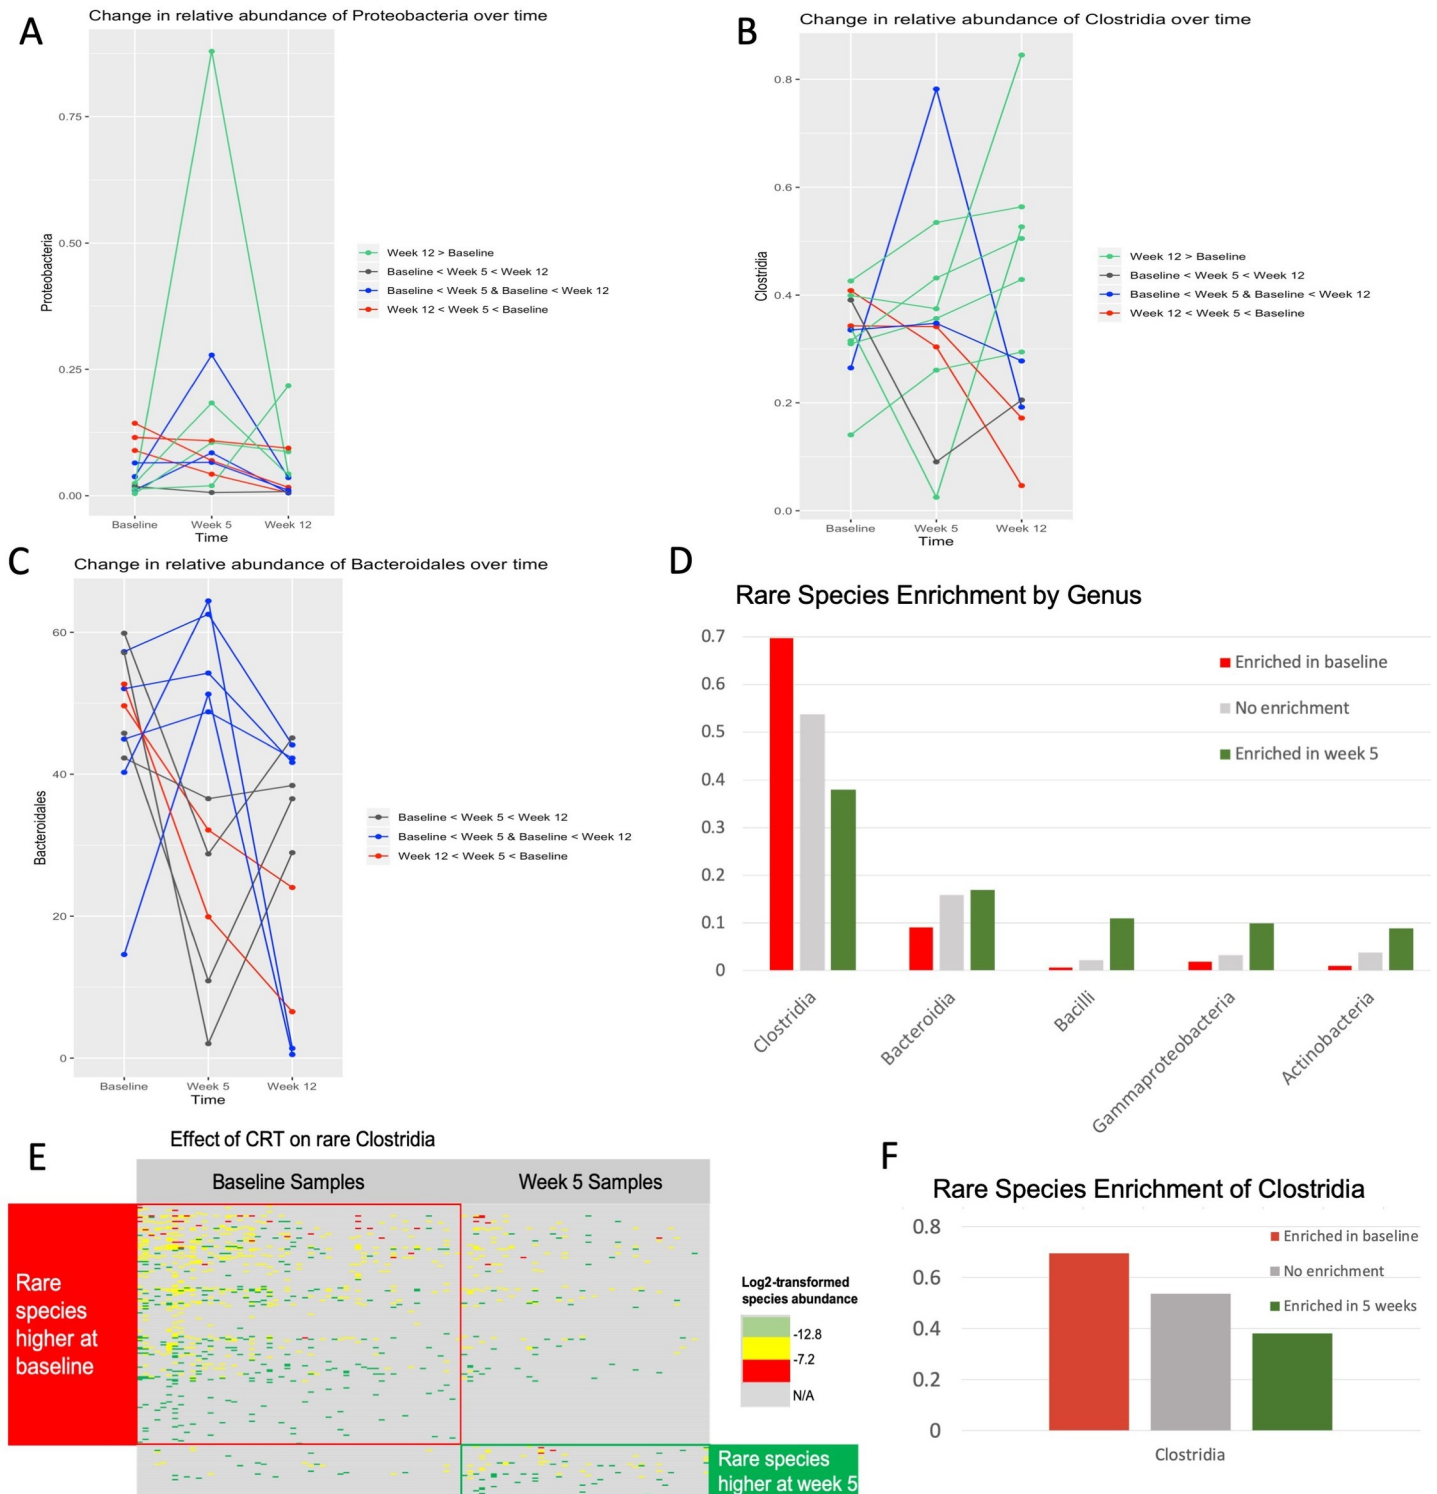 A
Change in relative abundance of Proteobacteria over time
Proteobacteria
0.75
0.50
0.25
0.00
Baseline
Week 5
Week 12
Time
Week 12 > Baseline
Baseline < Week 5 < Week 12
Baseline < Week 5 & Baseline < Week 12
Week 12 < Week 5 < Baseline
B
Change in relative abundance of Clostridia over time
Clostridia
0.8
0.6
0.4
0.2
0.0
Baseline
Week 5
Week 12
Time
Week 12 > Baseline
Baseline < Week 5 < Week 12
Baseline < Week 5 & Baseline < Week 12
Week 12 < Week 5 < Baseline
C
Change in relative abundance of Bacteroidales over time
Bacteroidales
60
40
20
0
Baseline
Week 5
Week 12
Time
Baseline < Week 5 < Week 12
Baseline < Week 5 & Baseline < Week 12
Week 12 < Week 5 < Baseline
D
Rare Species Enrichment by Genus
0.7
0.6
0.5
0.4
0.3
0.2
0.1
0
Enriched in baseline
No enrichment
Enriched in week 5
Clostridia
Bacteroidia
Bacilli
Gammaproteobacteria
Actinobacteria
E
Effect of CRT on rare Clostridia
Baseline Samples
Week 5 Samples
Rare
species
higher at
baseline
Log2-transformed
species abundance
-12.8
-7.2
N/A
Rare species
higher at week 5
F
Rare Species Enrichment of Clostridia
0.8
0.6
0.4
0.2
0
Enriched in baseline
No enrichment
Enriched in 5 weeks
Clostridia